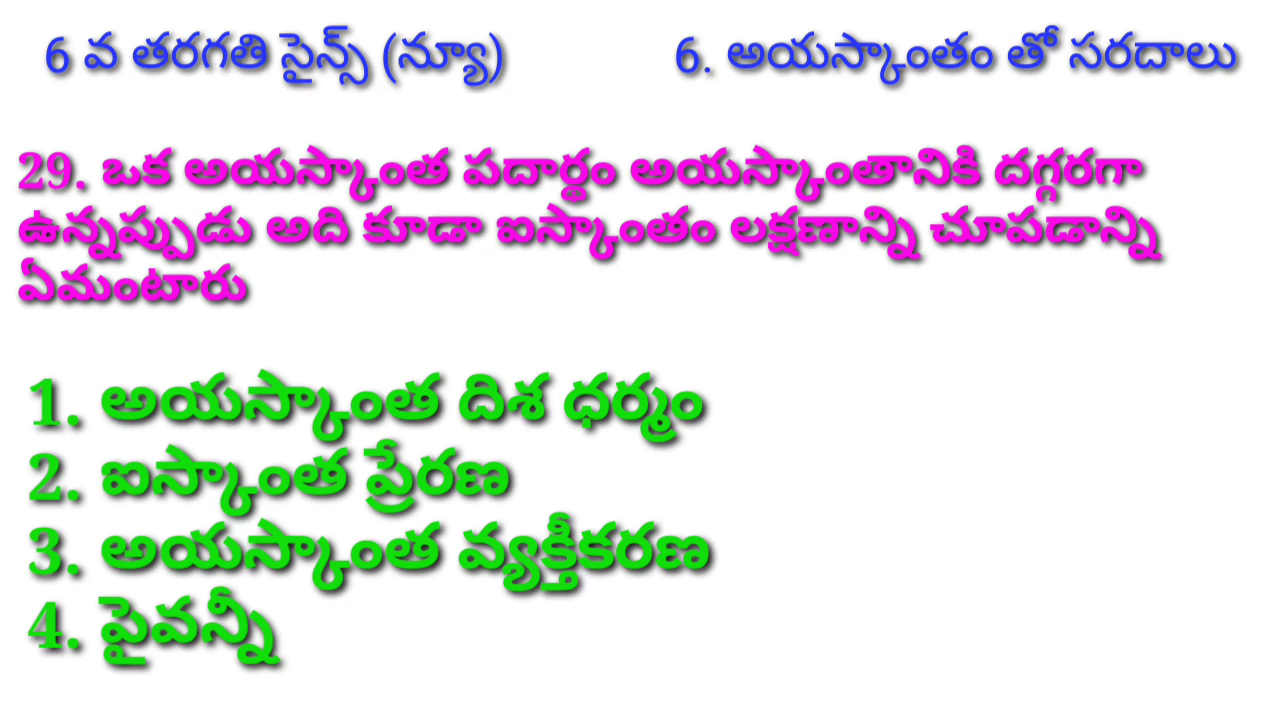 6 వ తరగతి సైన్స్ (న్యూ)
6. అయస్కాంతం తో సరదాలు
29. ఒక అయస్కాంత పదార్థం అయస్కాంతానికి దగ్గరగా
ఉన్నప్పుడు అది కూడా ఐస్కాంతం లక్షణాన్ని చూపడాన్ని
ఏమంటారు
1. అయస్కాంత దిశ ధర్మం
2. ఐస్కాంత ప్రేరణ
3. అయస్కాంత వ్యక్తీకరణ
4. పైవన్నీ